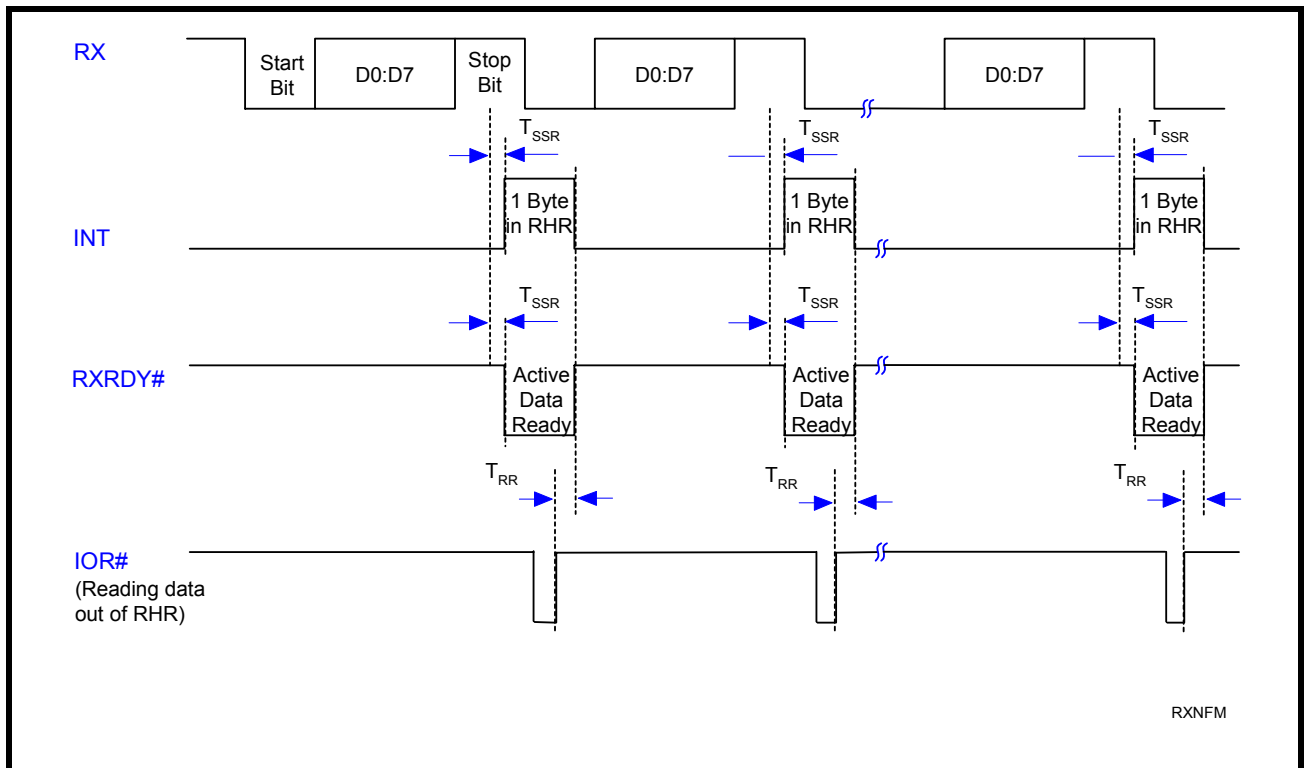 RX
Start
Bit
D0:D7
Stop
Bit
D0:D7
D0:D7
TSSR
TSSR
TSSR
INT
1 Byte
in RHR
1 Byte
in RHR
1 Byte
in RHR
TSSR
TSSR
TSSR
RXRDY#
Active
Data
Ready
Active
Data
Ready
Active
Data
Ready
TRR
TRR
TRR
IOR#
(Reading data
out of RHR)
RXNFM